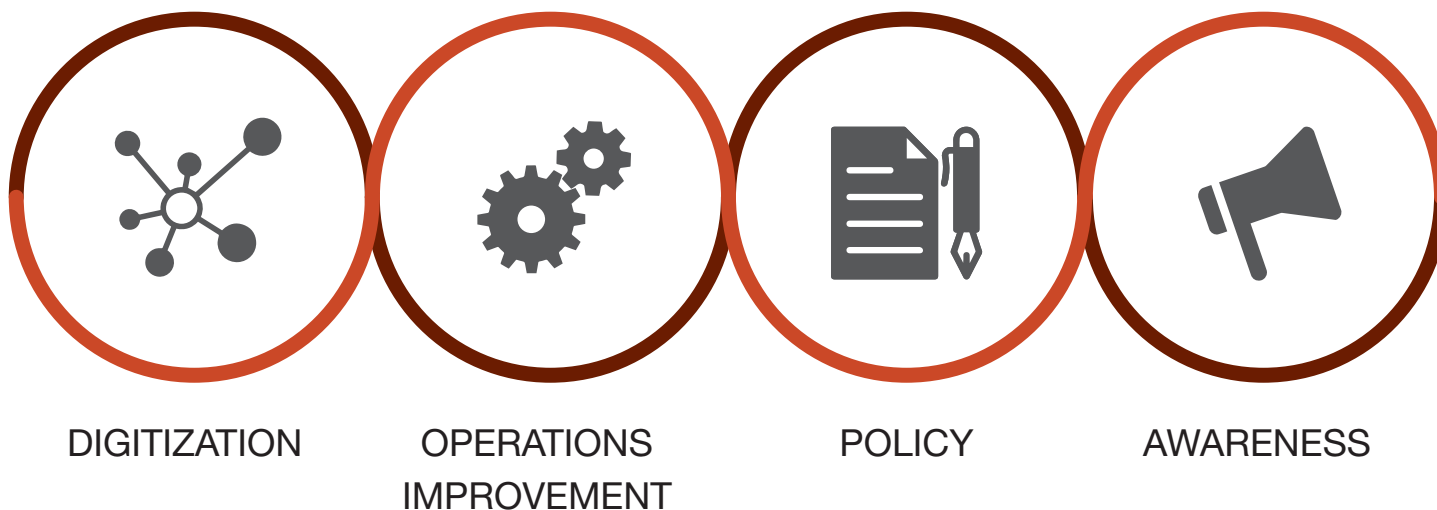 DIGITIZATION
OPERATIONS
IMPROVEMENT
POLICY
AWARENESS